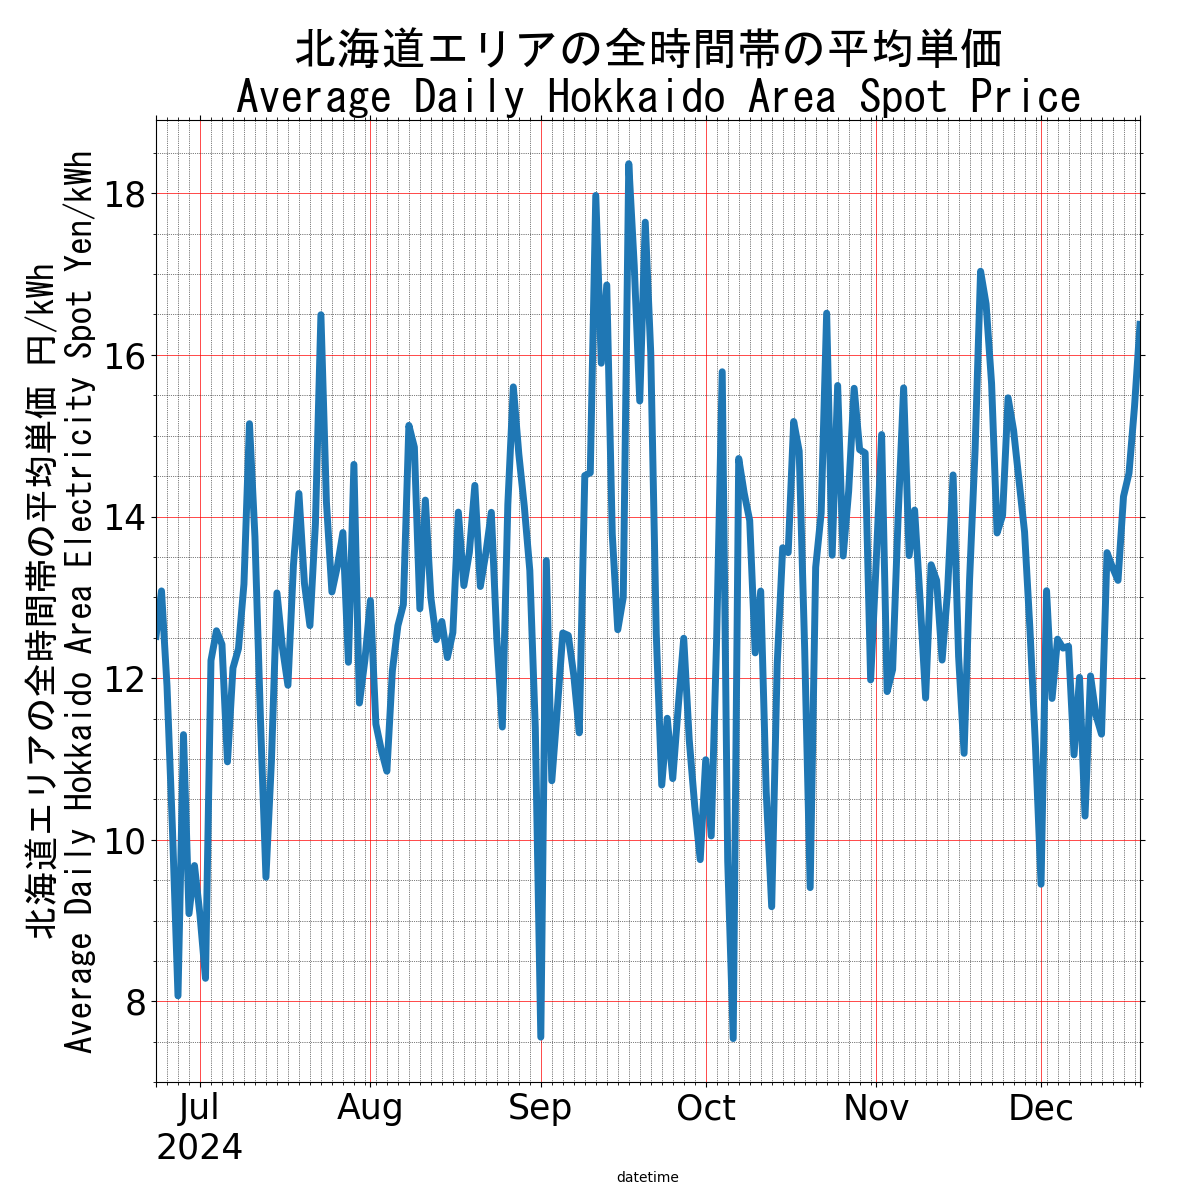 北海道エリアの全時間帯の平均単価
Average Daily Hokkaido Area Spot Price
北海道エリアの全時間帯の平均単価 円/kWh
Average Daily Hokkaido Area Electricity Spot Yen/kWh
18
16
14
12
10
8
Jul
Aug
Sep
Oct
Nov
Dec
2024
datetime